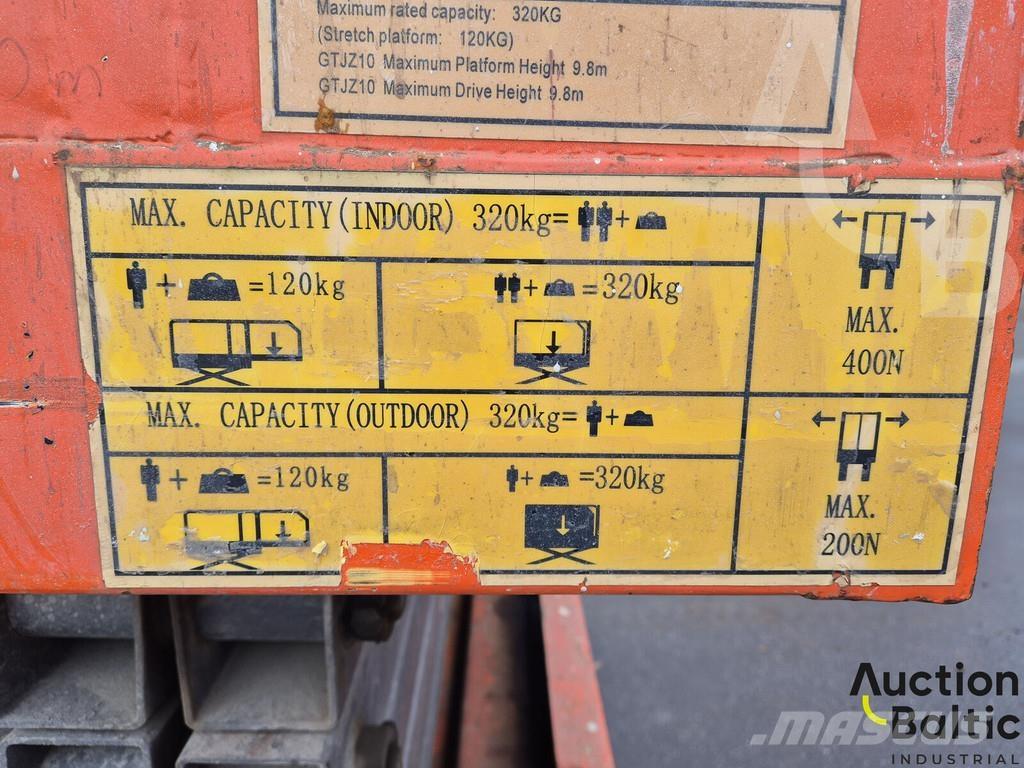 Maximum rated capacity: 320KG
(Stretch platform: 120KG)
GTJZ10 Maximum Platform Height 9.8m
GTJZ10 Maximum Drive Height 9.8m
MAX. CAPACITY(INDOOR) 320kg= +
+ =120kg
+ =320kg
MAX.
400N
MAX. CAPACITY(OUTDOOR) 320kg= +
+ =120kg
+ =320kg
MAX.
200N
Auction
Baltic
INDUSTRIAL
MASCUS